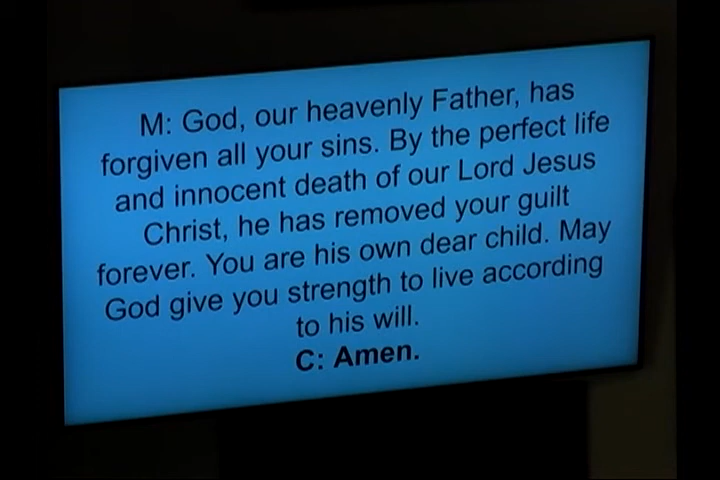 M: God, our heavenly Father, has
forgiven all your sins. By the perfect life
and innocent death of our Lord Jesus
Christ, he has removed your guilt
forever. You are his own dear child. May
God give you strength to live according
to his will.
C: Amen.